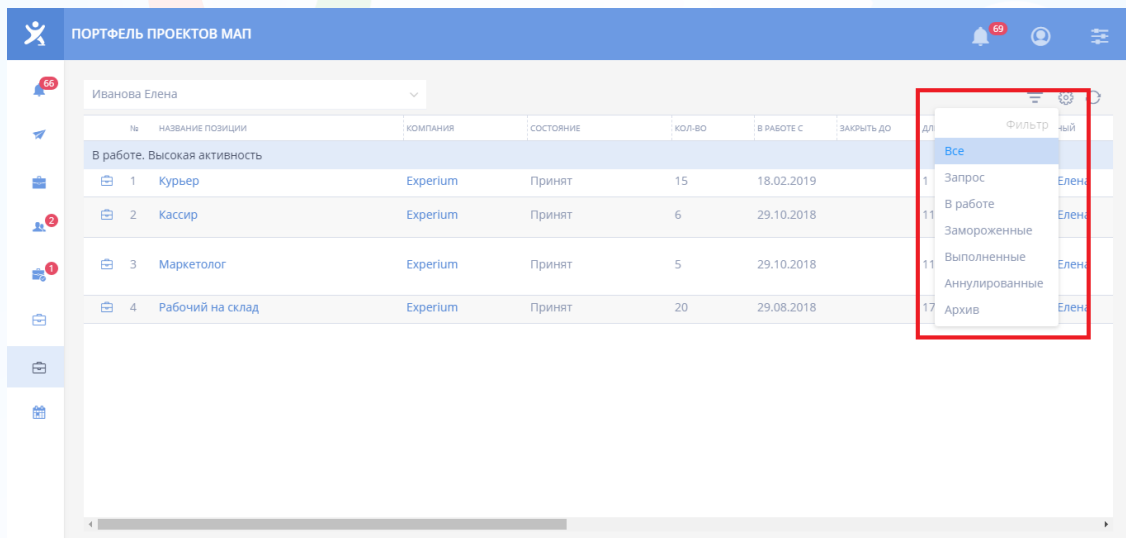 ПОРТФЕЛЬ ПРОЕКТОВ МАП
69
66
2
1
Иванова Елена
№ НАЗВАНИЕ ПОЗИЦИИ КОМПАНИЯ СОСТОЯНИЕ КОЛ-ВО В РАБОТЕ С ЗАКРЫТЬ ДО
В работе. Высокая активность
1 Курьер Experium Принят 15 18.02.2019 1 Елена
2 Кассир Experium Принят 6 29.10.2018 11 Елена
3 Маркетолог Experium Принят 5 29.10.2018 11 Елена
4 Рабочий на склад Experium Принят 20 29.08.2018 17 Елена
Фильтр
Все
Запрос
В работе
Замороженные
Выполненные
Аннулированные
Архив